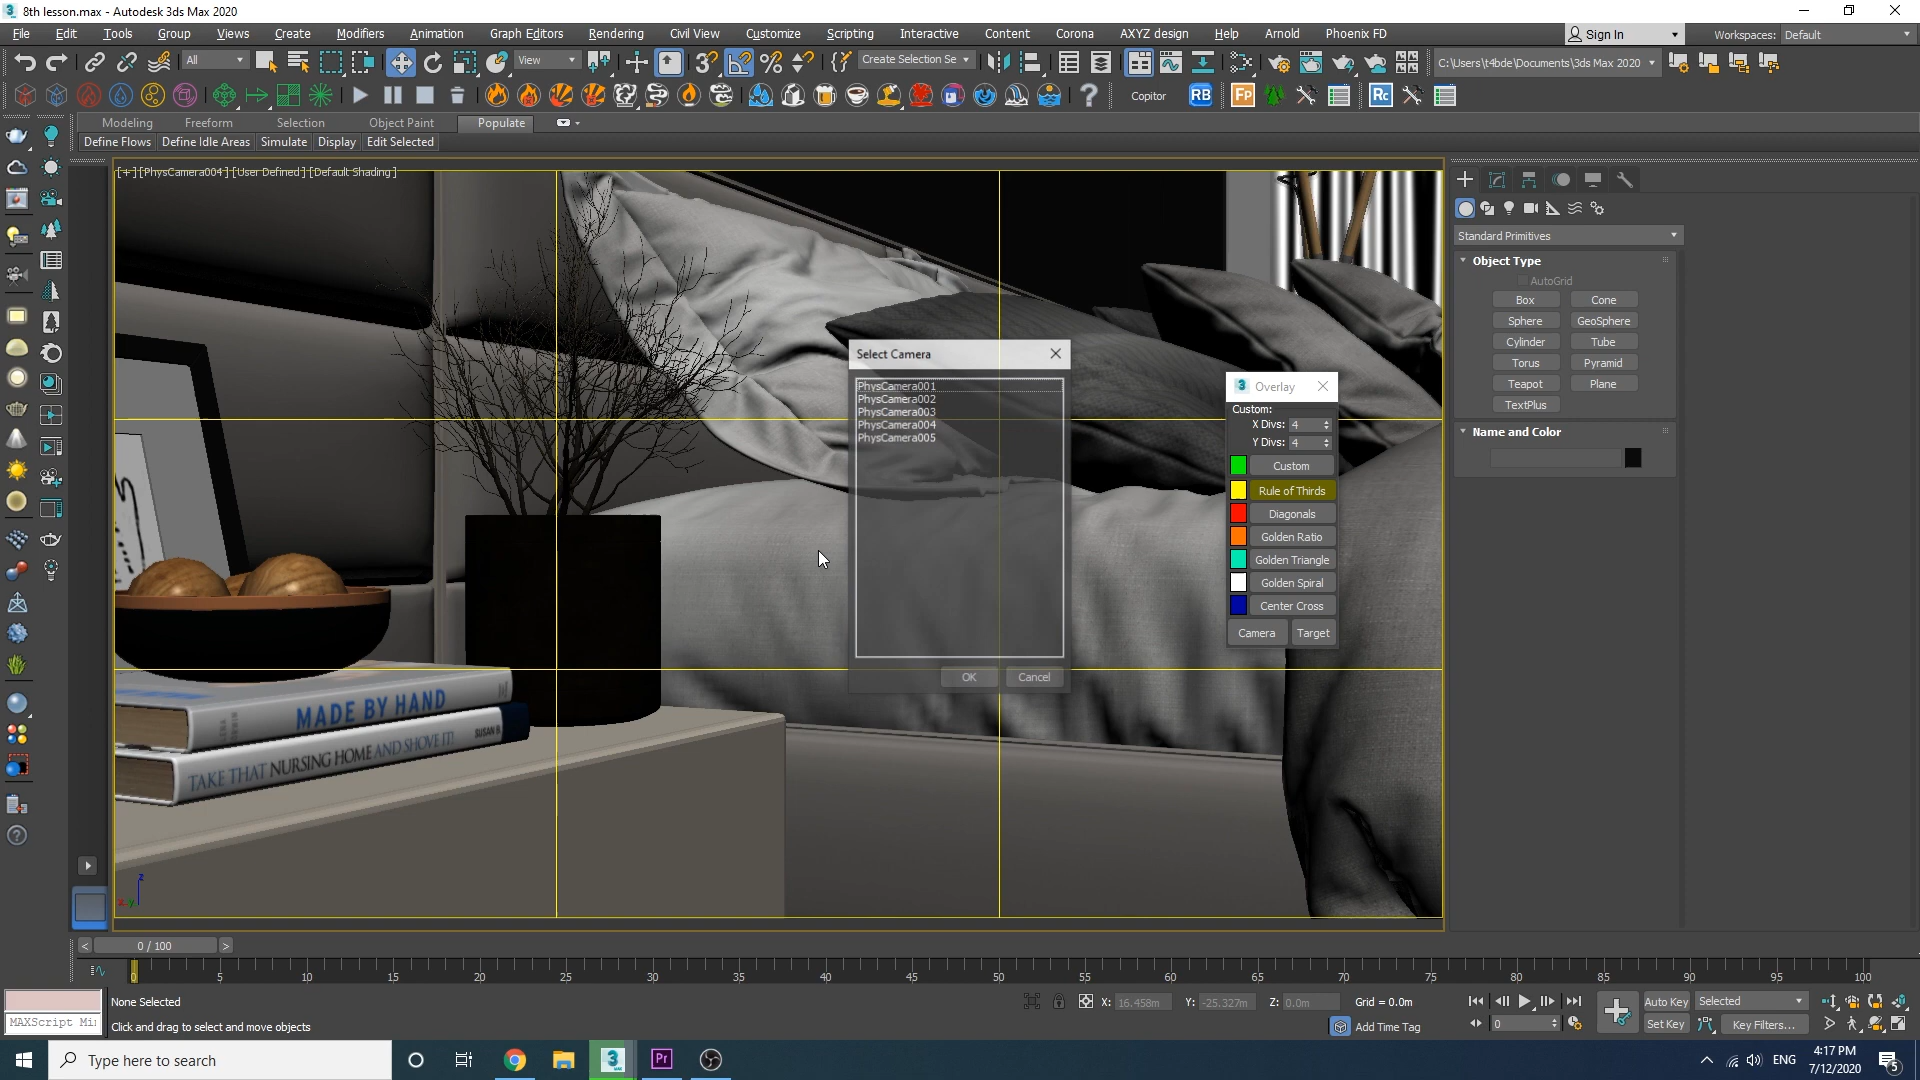 8th lesson.max - Autodesk 3ds Max 2020
File Edit Tools Group Views Create Modifiers Animation Graph Editors Rendering Civil View Customize Scripting Interactive Content Corona AXYZ design Help Arnold Phoenix FD
Sign In
Workspaces: Default
All
View
Create Selection Se
C:\Users\t4bde\Documents\3ds Max 2020
Copitor
RB
Fp
Rc
Modeling Freeform Selection Object Paint Populate
Define Flows Define Idle Areas Simulate Display Edit Selected
[+] [PhysCamera004] [User Defined] [Default Shading]
Standard Primitives
Object Type
AutoGrid
Box Cone
Sphere GeoSphere
Cylinder Tube
Torus Pyramid
Teapot Plane
TextPlus
Name and Color
Select Camera
PhysCamera001
PhysCamera002
PhysCamera003
PhysCamera004
PhysCamera005
OK Cancel
Overlay
Custom:
X Divs: 4
Y Divs: 4
Custom
Rule of Thirds
Diagonals
Golden Ratio
Golden Triangle
Golden Spiral
Center Cross
Camera Target
MADE BY HAND
TAKE THAT NURSING HOME AND SHOVE IT! SUSAN B.
z
x y
< 0 / 100 >
0 5 10 15 20 25 30 35 40 45 50 55 60 65 70 75 80 85 90 95 100
None Selected
X: 16.458m Y: -25.327m Z: 0.0m Grid = 0.0m
Auto Key Selected
MAXScript Mi
Click and drag to select and move objects
Add Time Tag
0
Set Key Key Filters...
Type here to search
3
MAX
Pr
ENG
4:17 PM
7/12/2020
5